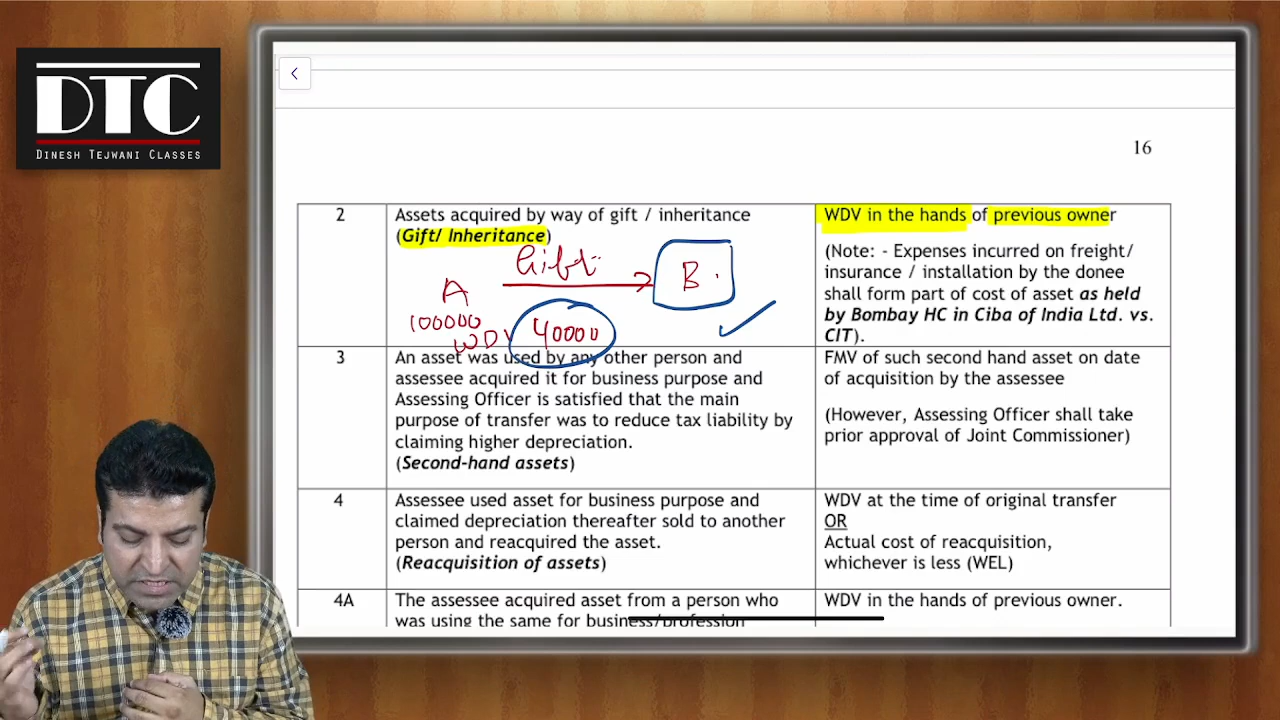 DTC
DINESH TEJWANI CLASSES
16
2
Assets acquired by way of gift / inheritance
(Gift/ Inheritance)
WDV in the hands of previous owner
(Note: - Expenses incurred on freight/
insurance / installation by the donee
shall form part of cost of asset as held
by Bombay HC in Ciba of India Ltd. vs.
CIT).
Gift
A
B
100000
WDV 40000
3
An asset was used by any other person and
assessee acquired it for business purpose and
Assessing Officer is satisfied that the main
purpose of transfer was to reduce tax liability by
claiming higher depreciation.
(Second-hand assets)
FMV of such second hand asset on date
of acquisition by the assessee
(However, Assessing Officer shall take
prior approval of Joint Commissioner)
4
Assessee used asset for business purpose and
claimed depreciation thereafter sold to another
person and reacquired the asset.
(Reacquisition of assets)
WDV at the time of original transfer
OR
Actual cost of reacquisition,
whichever is less (WEL)
4A
The assessee acquired asset from a person who
was using the same for business/profession
WDV in the hands of previous owner.